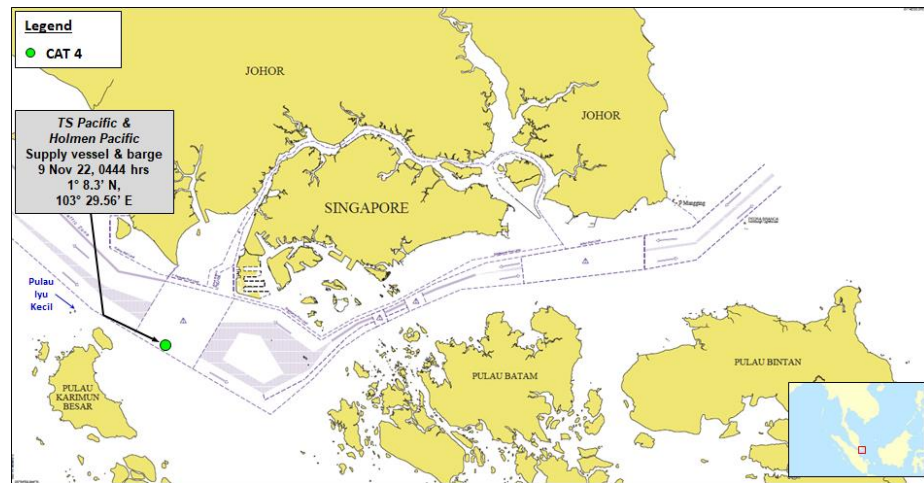 Legend
CAT 4
JOHOR
JOHOR
TS Pacific &
Holmen Pacific
Supply vessel & barge
9 Nov 22, 0444 hrs
1° 8.3’ N,
103° 29.56’ E
SINGAPORE
Pulau
Iyu
Kecil
PULAU
KARIMUN
BESAR
PULAU BATAM
PULAU BINTAN